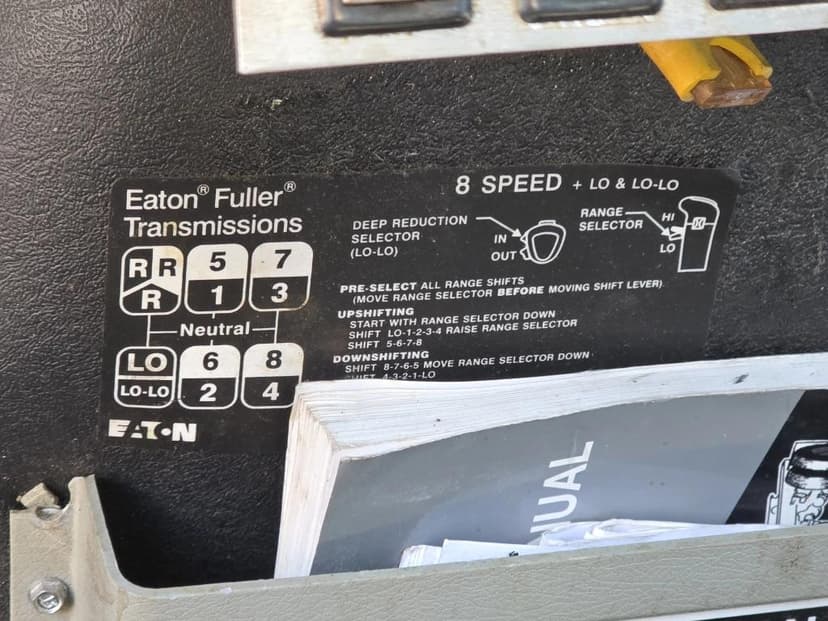 Eaton® Fuller®
Transmissions
R R
R
5
1
7
3
Neutral
LO
LO-LO
6
2
8
4
EATON
8 SPEED + LO & LO-LO
DEEP REDUCTION
SELECTOR
(LO-LO)
IN
OUT
RANGE
SELECTOR
HI
LO
PRE-SELECT ALL RANGE SHIFTS
(MOVE RANGE SELECTOR BEFORE MOVING SHIFT LEVER)
UPSHIFTING
START WITH RANGE SELECTOR DOWN
SHIFT LO-1-2-3-4 RAISE RANGE SELECTOR
SHIFT 5-6-7-8
DOWNSHIFTING
SHIFT 8-7-6-5 MOVE RANGE SELECTOR DOWN
SHIFT 4-3-2-1-LO